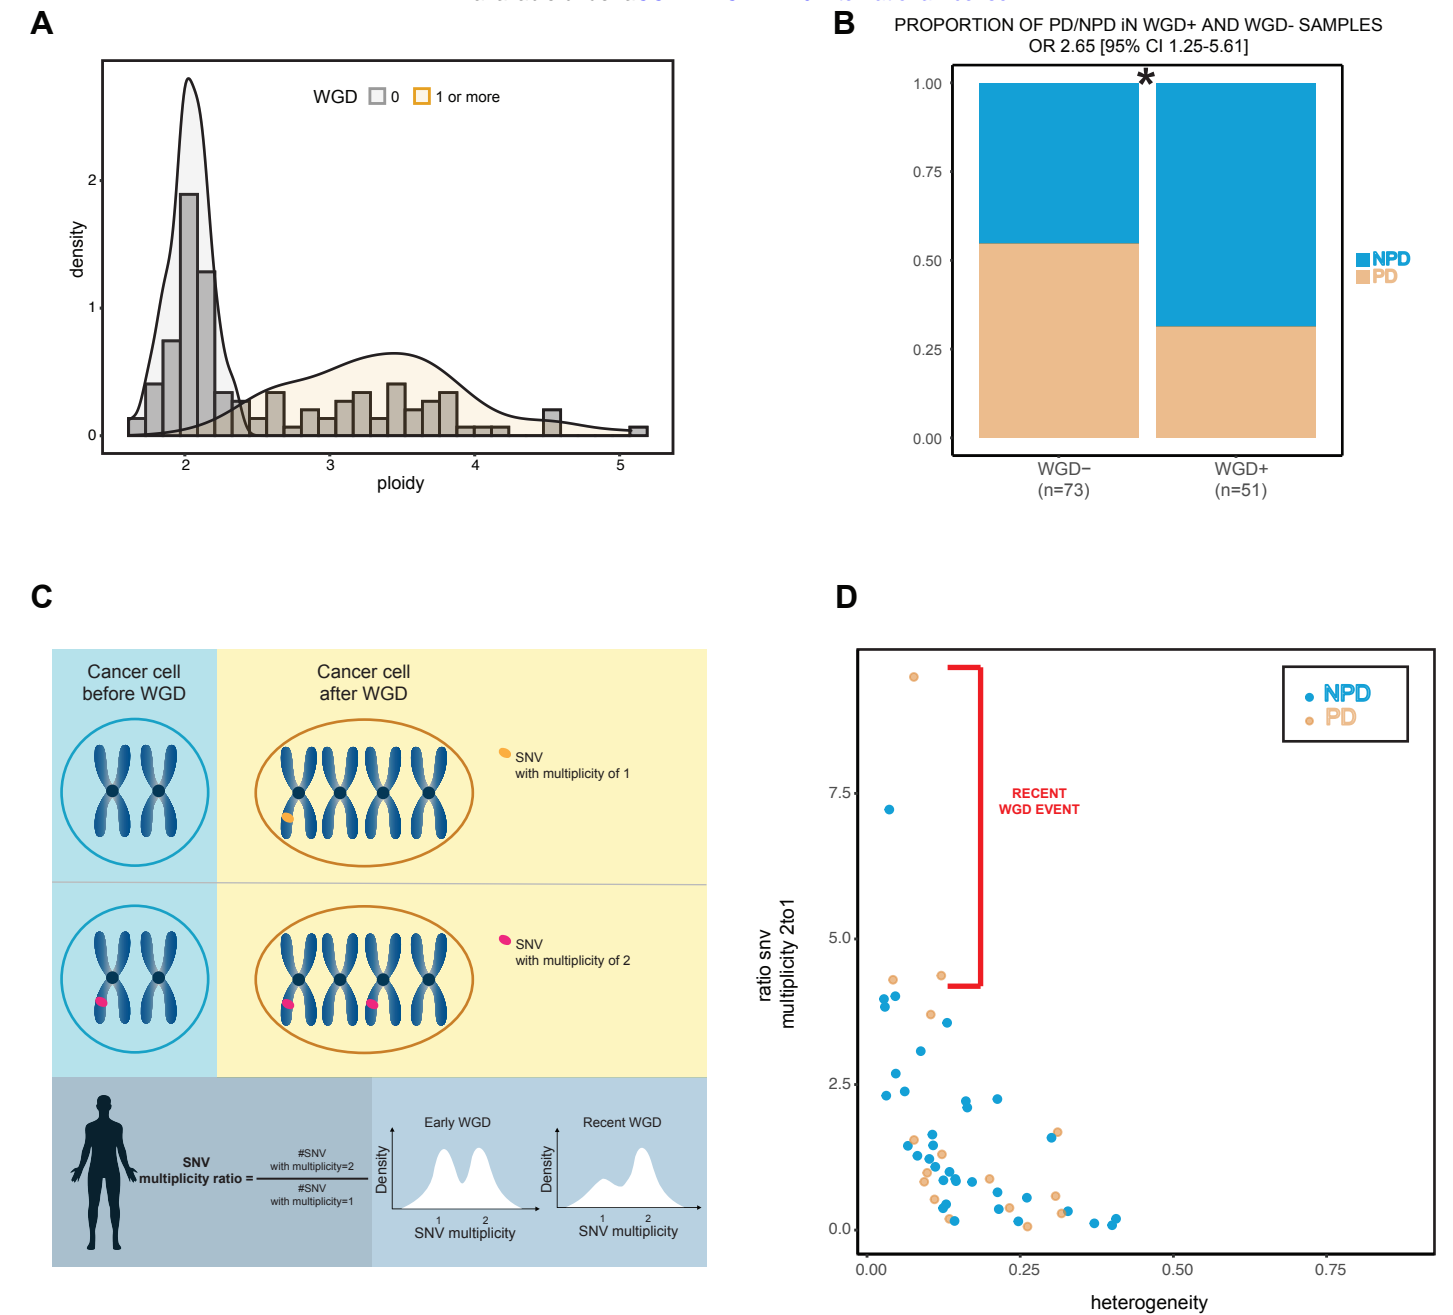 A
WGD 0 1 or more
density
2
1
0
2 3 4 5
ploidy
B
PROPORTION OF PD/NPD iN WGD+ AND WGD- SAMPLES
OR 2.65 [95% CI 1.25-5.61]
*
1.00
0.75
0.50
0.25
0.00
WGD− WGD+
(n=73) (n=51)
NPD
PD
C
Cancer cell
before WGD
Cancer cell
after WGD
SNV
with multiplicity of 1
SNV
with multiplicity of 2
SNV
multiplicity ratio =
#SNV
with multiplicity=2
#SNV
with multiplicity=1
Early WGD
Density
1 2
SNV multiplicity
Recent WGD
Density
1 2
SNV multiplicity
D
NPD
PD
RECENT
WGD EVENT
ratio snv
multiplicity 2to1
7.5
5.0
2.5
0.0
0.00 0.25 0.50 0.75
heterogeneity